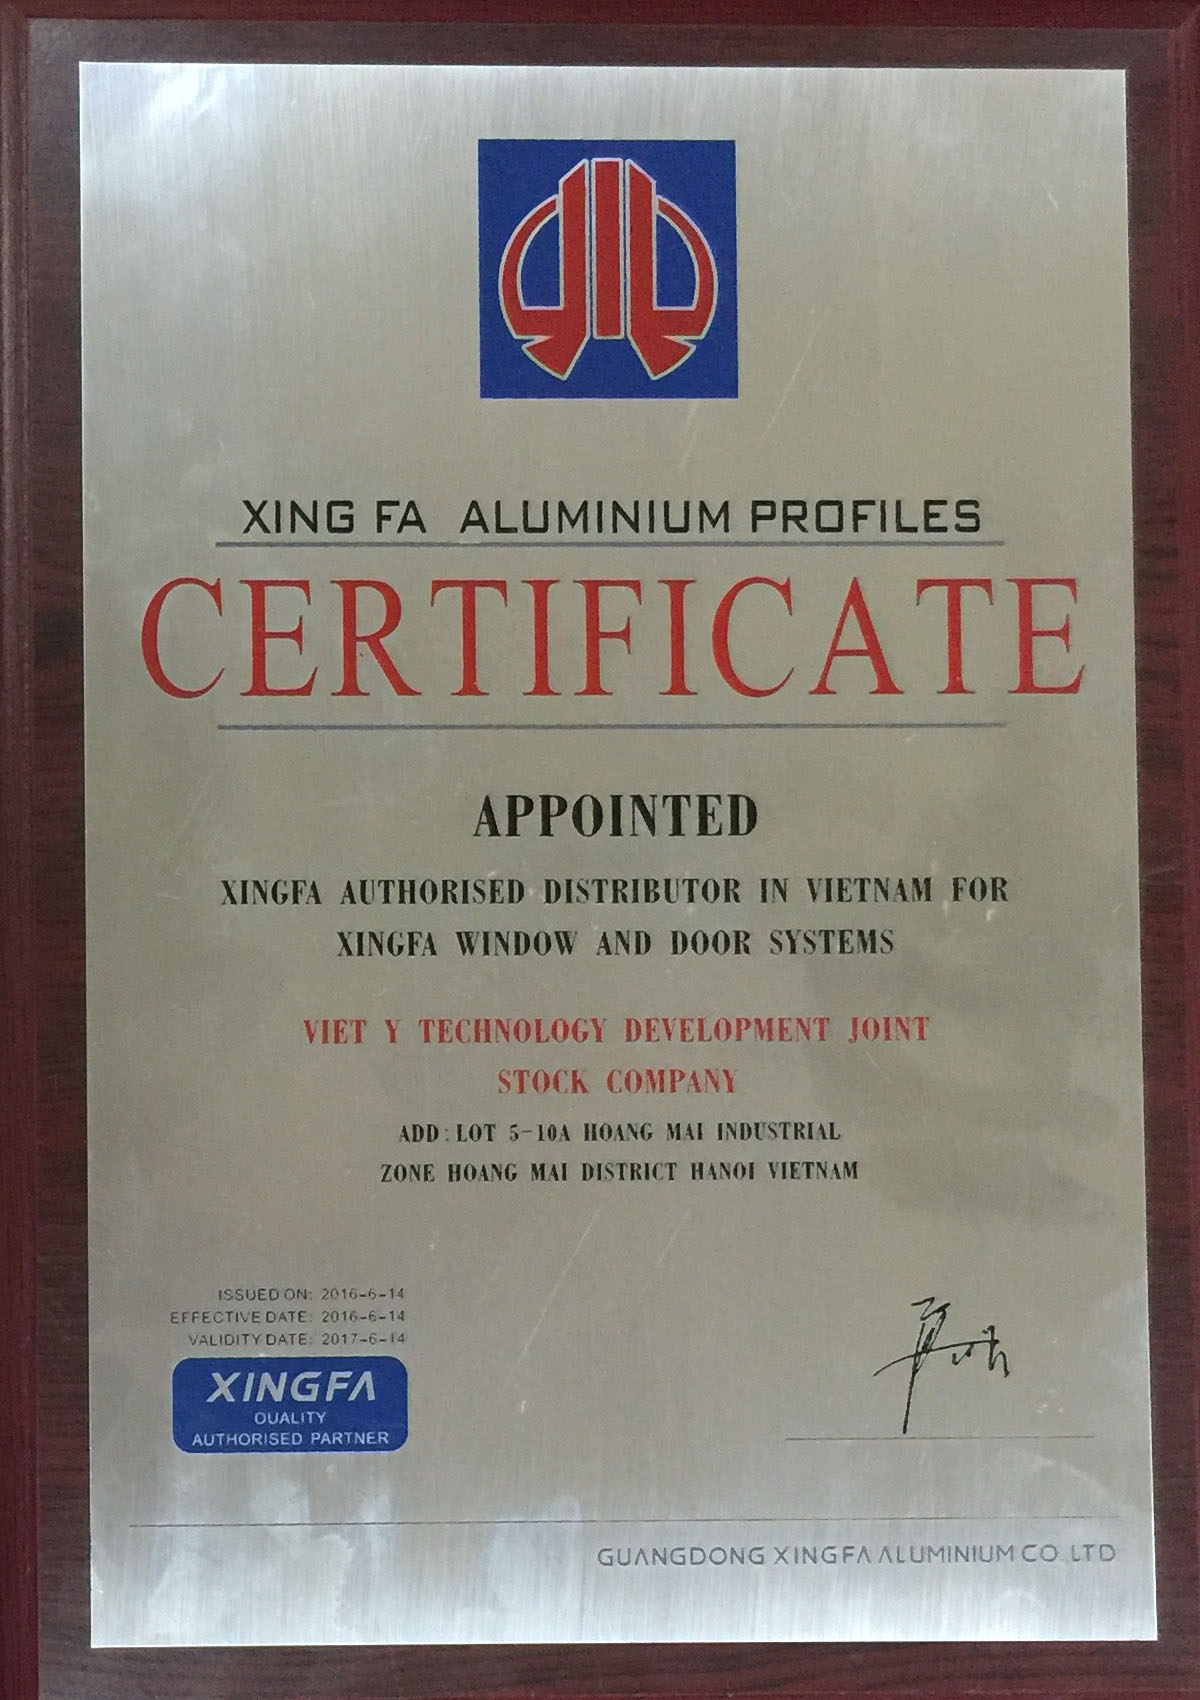 XING FA ALUMINIUM PROFILES
CERTIFICATE
APPOINTED
XINGFA AUTHORISED DISTRIBUTOR IN VIETNAM FOR
XINGFA WINDOW AND DOOR SYSTEMS
VIET Y TECHNOLOGY DEVELOPMENT JOINT
STOCK COMPANY
ADD:LOT 5-10A HOANG MAI INDUSTRIAL
ZONE HOANG MAI DISTRICT HANOI VIETNAM
ISSUED ON: 2016-6-14
EFFECTIVE DATE: 2016-6-14
VALIDITY DATE: 2017-6-14
XINGFA
QUALITY
AUTHORISED PARTNER
GUANGDONG XINGFA ALUMINIUM CO.,LTD